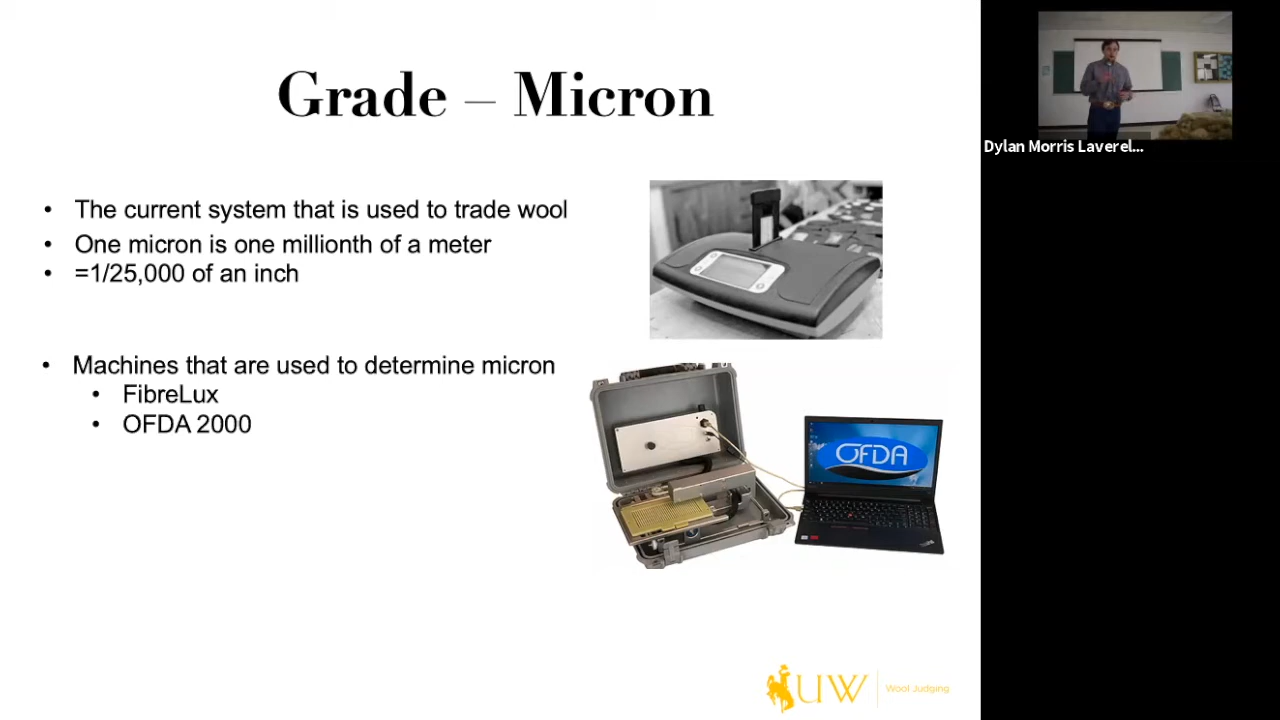 Grade – Micron
• The current system that is used to trade wool
• One micron is one millionth of a meter
• =1/25,000 of an inch
• Machines that are used to determine micron
• FibreLux
• OFDA 2000
OFDA
UW Wool Judging
Dylan Morris Laverel...